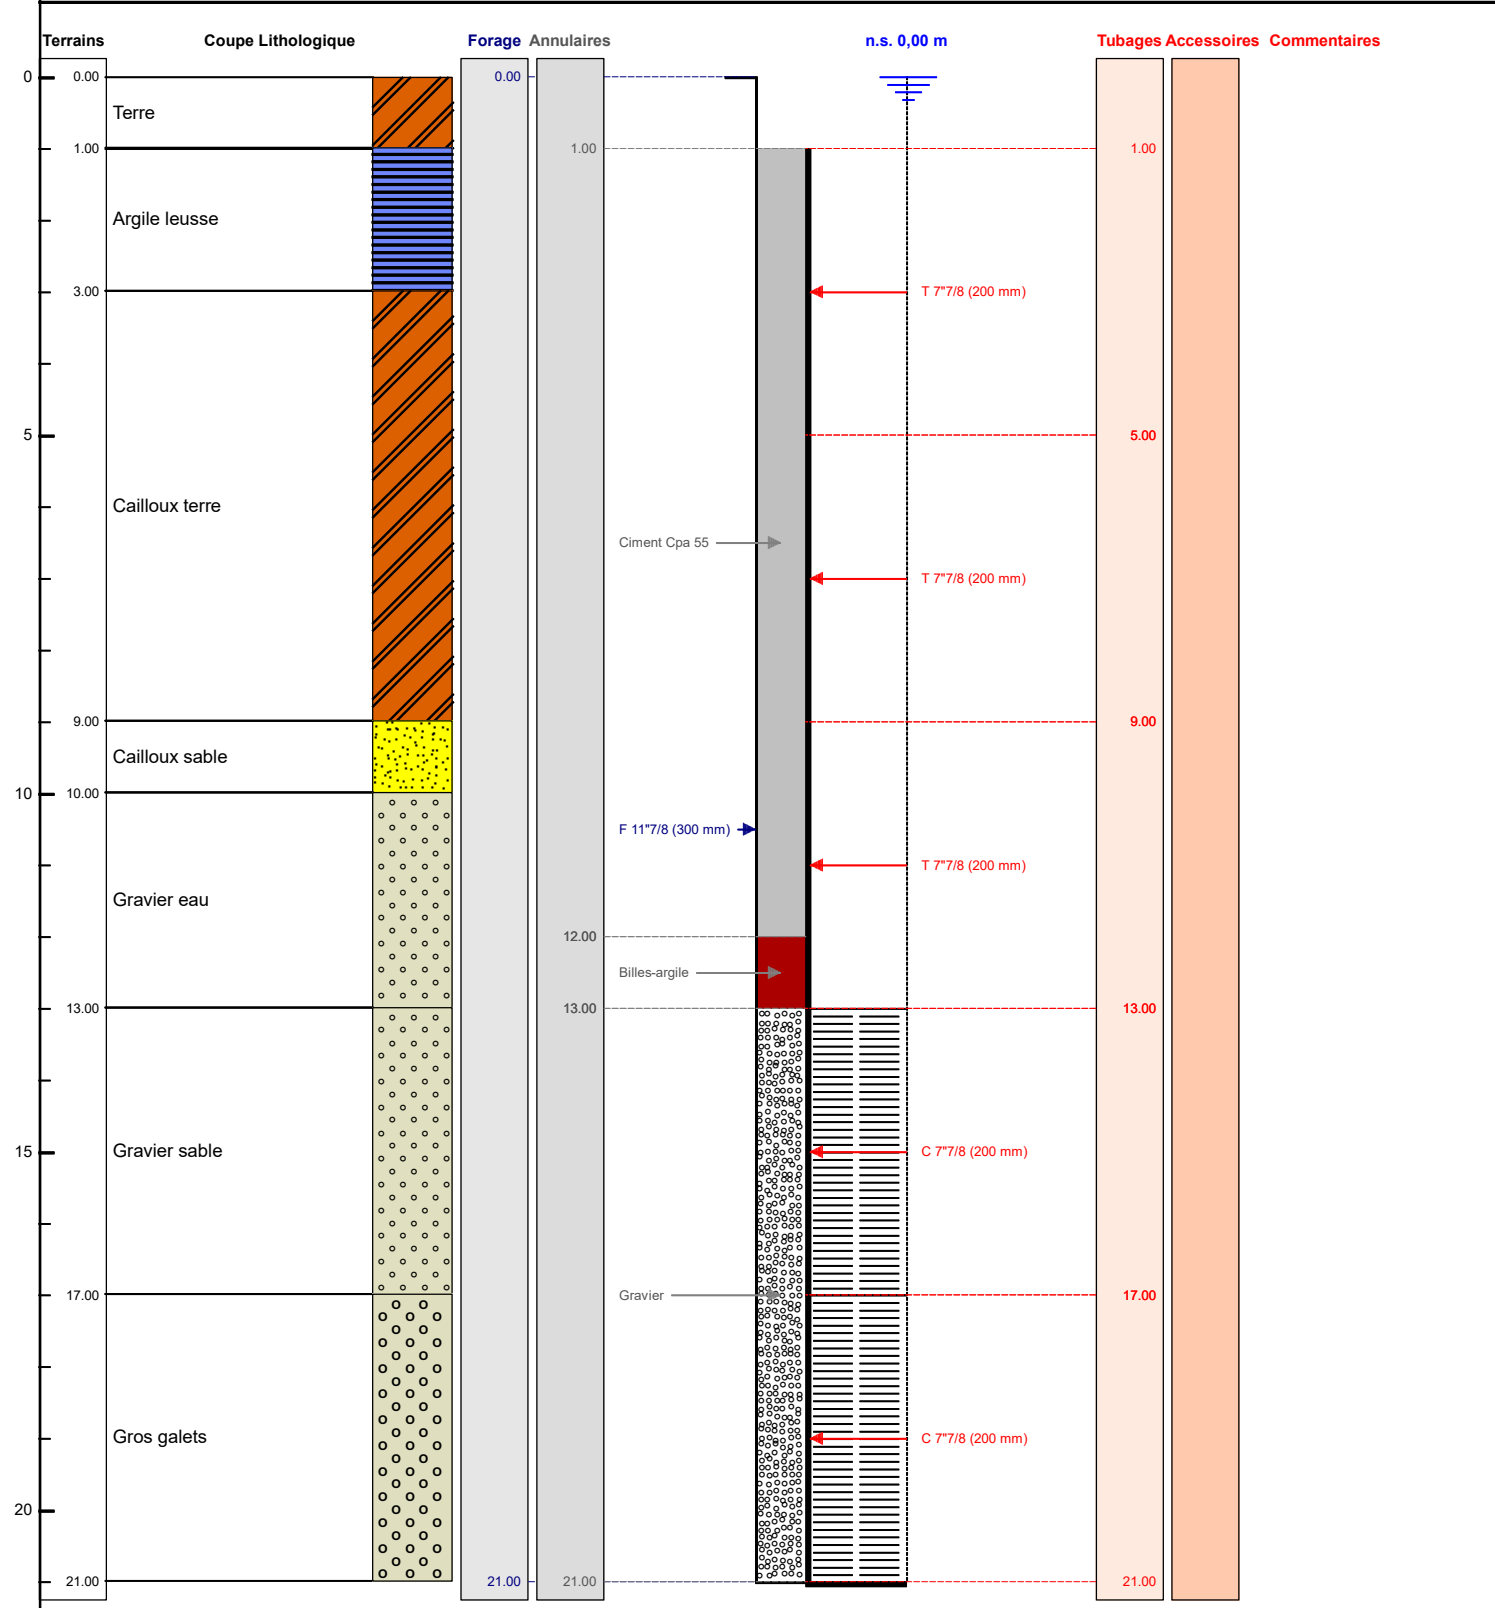 Terrains Coupe Lithologique Forage Annulaires n.s. 0,00 m Tubages Accessoires Commentaires
0 0.00 0.00
Terre
1.00 1.00 1.00
Argile leusse
3.00 T 7"7/8 (200 mm)
5 5.00
Cailloux terre
Ciment Cpa 55
T 7"7/8 (200 mm)
9.00 9.00
Cailloux sable
10 10.00
F 11"7/8 (300 mm)
T 7"7/8 (200 mm)
Gravier eau
12.00
Billes-argile
13.00 13.00 13.00
15 Gravier sable C 7"7/8 (200 mm)
17.00 Gravier 17.00
Gros galets C 7"7/8 (200 mm)
20
21.00 21.00 21.00 21.00